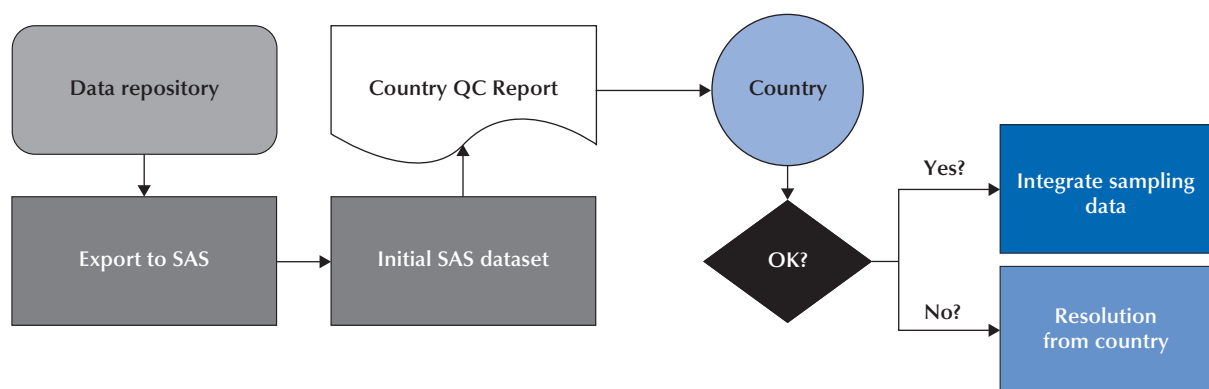 Data repository
Export to SAS
Initial SAS dataset
Country QC Report
Country
OK?
Yes?
Integrate sampling
data
No?
Resolution
from country